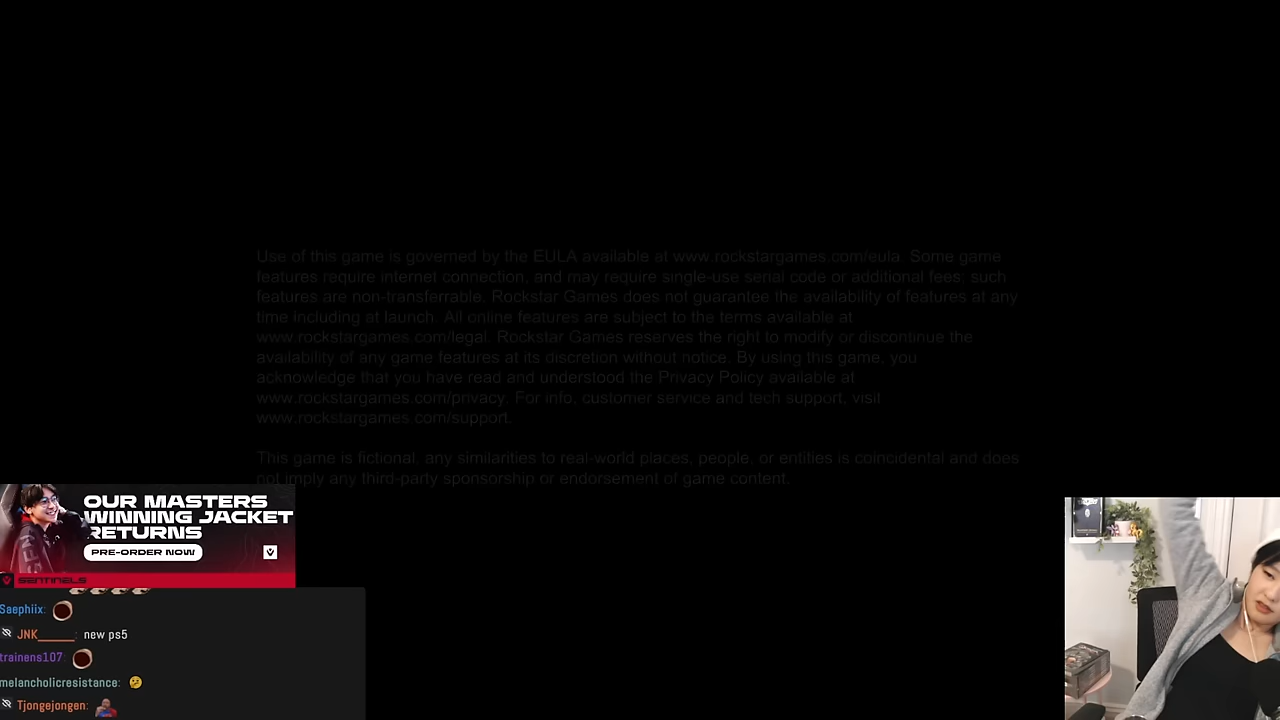 Use of this game is governed by the EULA available at www.rockstargames.com/eula. Some game
features require internet connection, and may require single-use serial code or additional fees; such
features are non-transferrable. Rockstar Games does not guarantee the availability of features at any
time including at launch. All online features are subject to the terms available at
www.rockstargames.com/legal. Rockstar Games reserves the right to modify or discontinue the
availability of any game features at its discretion without notice. By using this game, you
acknowledge that you have read and understood the Privacy Policy available at
www.rockstargames.com/privacy. For info, customer service and tech support, visit
www.rockstargames.com/support.
This game is fictional, any similarities to real-world places, people, or entities is coincidental and does
not imply any third-party sponsorship or endorsement of game content.
OUR MASTERS
WINNING JACKET
RETURNS
PRE-ORDER NOW
SENTINELS
Saephiix:
JNK______: new ps5
trainens107:
melancholicresistance:
Tjongejongen: